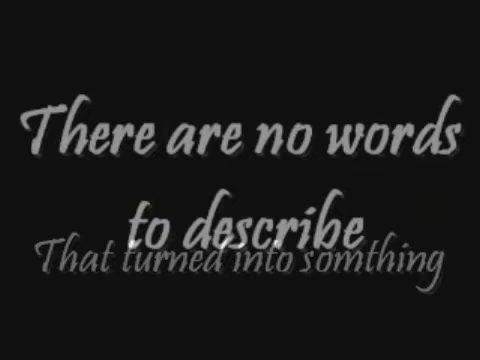 There are no words
to describe
That turned into somthing